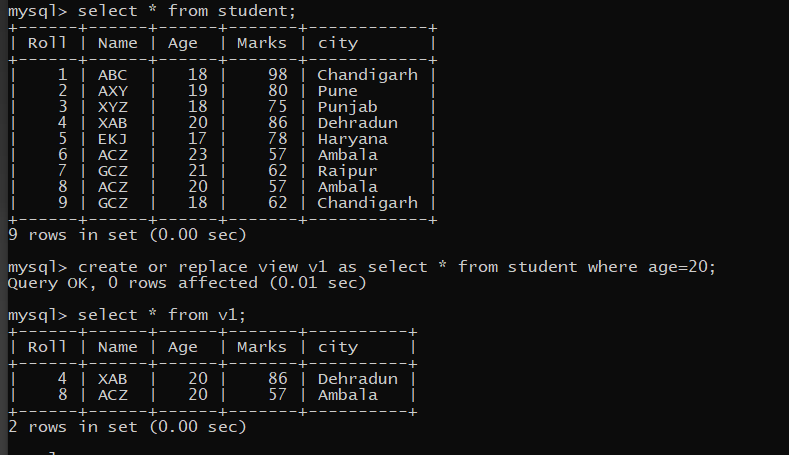 mysql> select * from student;
+------+------+------+-------+------------+
| Roll | Name | Age  | Marks | city       |
+------+------+------+-------+------------+
|    1 | ABC  |   18 |    98 | Chandigarh |
|    2 | AXY  |   19 |    80 | Pune       |
|    3 | XYZ  |   18 |    75 | Punjab     |
|    4 | XAB  |   20 |    86 | Dehradun   |
|    5 | EKJ  |   17 |    78 | Haryana    |
|    6 | ACZ  |   23 |    57 | Ambala     |
|    7 | GCZ  |   21 |    62 | Raipur     |
|    8 | ACZ  |   20 |    57 | Ambala     |
|    9 | GCZ  |   18 |    62 | Chandigarh |
+------+------+------+-------+------------+
9 rows in set (0.00 sec)
mysql> create or replace view v1 as select * from student where age=20;
Query OK, 0 rows affected (0.01 sec)
mysql> select * from v1;
+------+------+------+-------+----------+
| Roll | Name | Age  | Marks | city     |
+------+------+------+-------+----------+
|    4 | XAB  |   20 |    86 | Dehradun |
|    8 | ACZ  |   20 |    57 | Ambala   |
+------+------+------+-------+----------+
2 rows in set (0.00 sec)